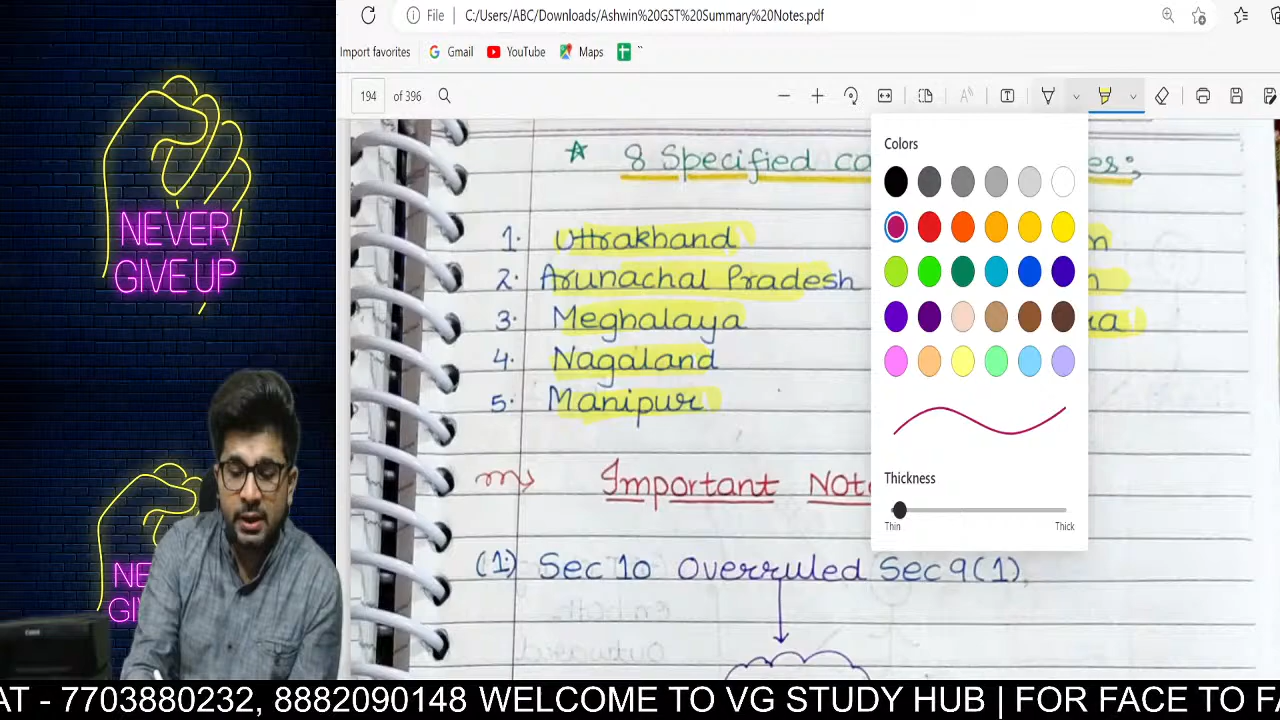 File C:/Users/ABC/Downloads/Ashwin%20GST%20Summary%20Notes.pdf
Import favorites Gmail YouTube Maps
194 of 396
8 Specified
Colors
1. Uttrakhand
2. Arunachal Pradesh
3. Meghalaya
4. Nagaland
5. Manipur
Thickness
Thin Thick
Important
(1) Sec 10 Overruled Sec 9(1)
NEVER
GIVE UP
AT - 7703880232, 8882090148 WELCOME TO VG STUDY HUB | FOR FACE TO FA